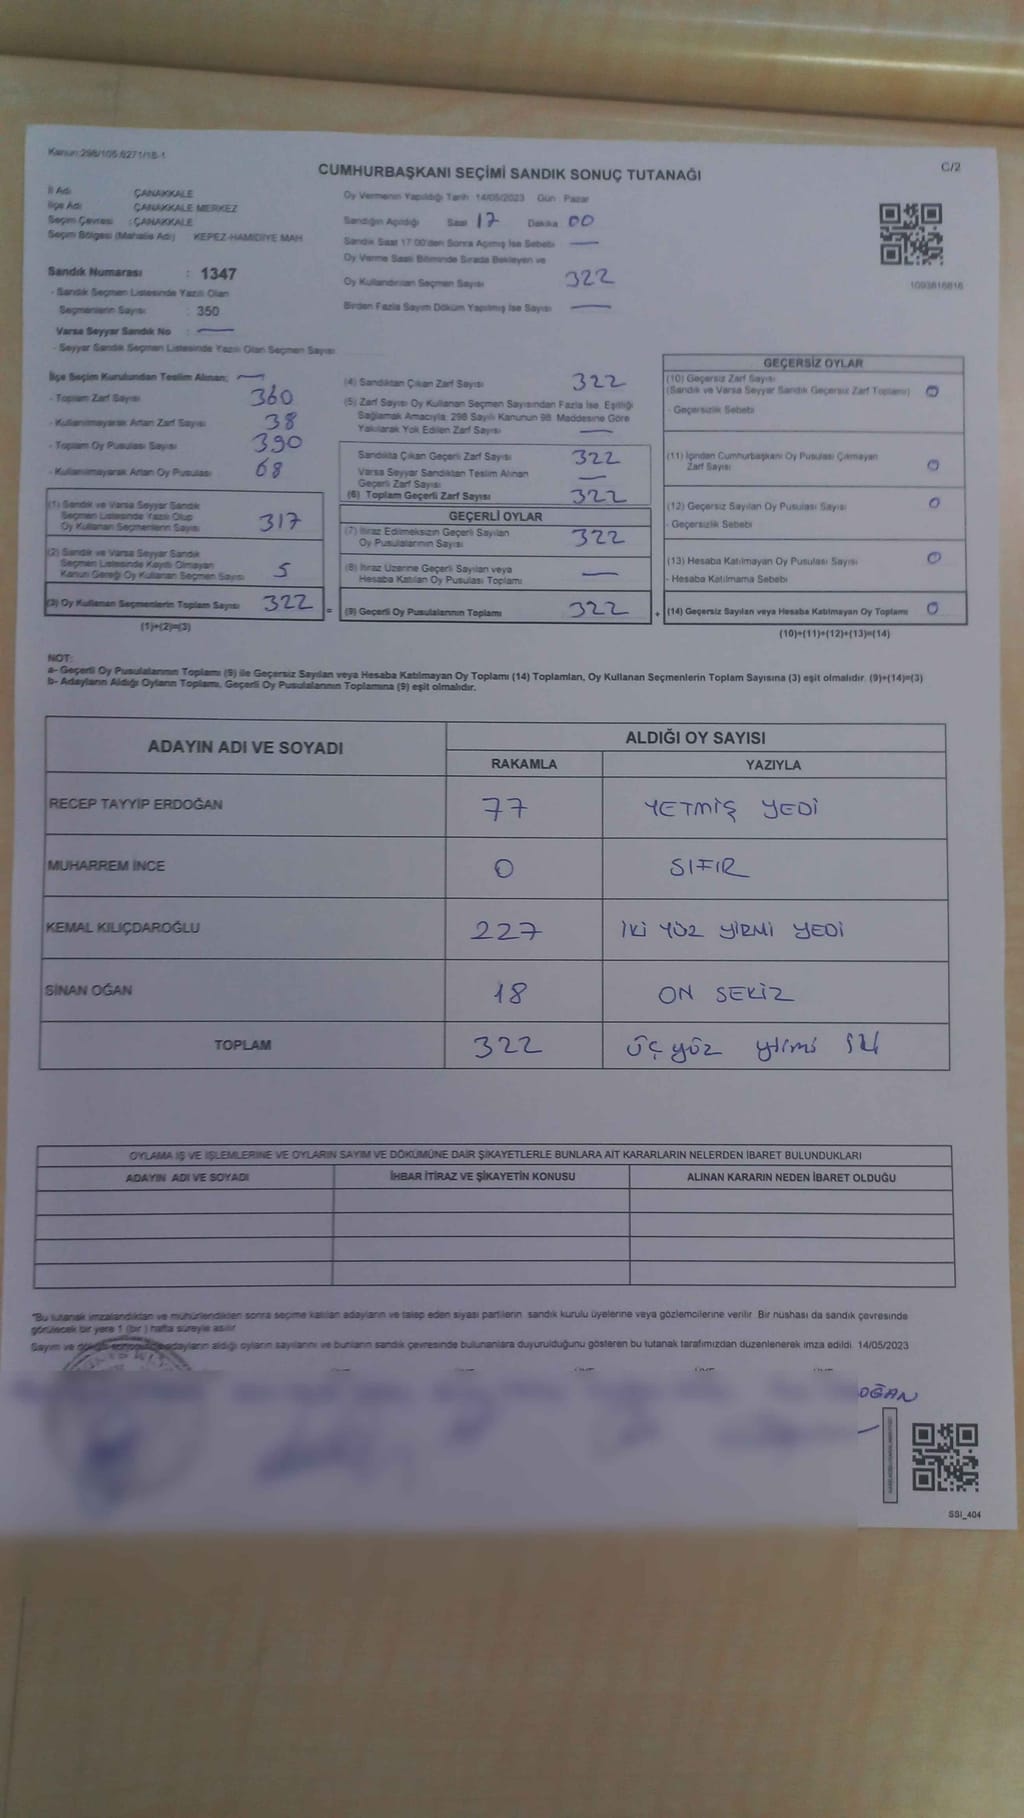 Kanun:298/105,6271/18-1
C/2
CUMHURBAŞKANI SEÇİMİ SANDIK SONUÇ TUTANAĞI
İl Adı ÇANAKKALE
İlçe Adı ÇANAKKALE MERKEZ
Seçim Çevresi : ÇANAKKALE
Seçim Bölgesi (Mahalle Adı) KEPEZ-HAMİDİYE MAH
Sandık Numarası : 1347
- Sandık Seçmen Listesinde Yazılı Olan
Seçmenlerin Sayısı : 350
Varsa Seyyar Sandık No : —
- Seyyar Sandık Seçmen Listesinde Yazılı Olan Seçmen Sayısı
Oy Vermenin Yapıldığı Tarih 14/05/2023 Gün : Pazar
Sandığın Açıldığı Saat 17 Dakika 00
Sandık Saat 17:00'den Sonra Açılmış İse Sebebi —
Oy Verme Saati Bitiminde Sırada Bekleyen ve
Oy Kullandırılan Seçmen Sayısı 322
Birden Fazla Sayım Döküm Yapılmış İse Sayısı —
1093816816
İlçe Seçim Kurulundan Teslim Alınan; —
- Toplam Zarf Sayısı 360
- Kullanılmayarak Artan Zarf Sayısı 38
- Toplam Oy Pusulası Sayısı 390
- Kullanılmayarak Artan Oy Pusulası 68
(1) Sandık ve Varsa Seyyar Sandık
Seçmen Listesinde Yazılı Olup
Oy Kullanan Seçmenlerin Sayısı 317
(2) Sandık ve Varsa Seyyar Sandık
Seçmen Listesinde Kayıtlı Olmayan
Kanun Gereği Oy Kullanan Seçmen Sayısı 5
(3) Oy Kullanan Seçmenlerin Toplam Sayısı 322
(1)+(2)=(3)
(4) Sandıktan Çıkan Zarf Sayısı 322
(5) Zarf Sayısı Oy Kullanan Seçmen Sayısından Fazla İse, Eşitliği
Sağlamak Amacıyla, 298 Sayılı Kanunun 98. Maddesine Göre
Yakılarak Yok Edilen Zarf Sayısı —
Sandıkta Çıkan Geçerli Zarf Sayısı 322
Varsa Seyyar Sandıktan Teslim Alınan
Geçerli Zarf Sayısı —
(6) Toplam Geçerli Zarf Sayısı 322
GEÇERLİ OYLAR
(7) İtiraz Edilmeksizin Geçerli Sayılan
Oy Pusulalarının Sayısı 322
(8) İtiraz Üzerine Geçerli Sayılan veya
Hesaba Katılan Oy Pusulası Toplamı —
= (9) Geçerli Oy Pusulalarının Toplamı 322 +
GEÇERSİZ OYLAR
(10) Geçersiz Zarf Sayısı
(Sandık ve Varsa Seyyar Sandık Geçersiz Zarf Toplamı) 0
- Geçersizlik Sebebi
(11) İçinden Cumhurbaşkanı Oy Pusulası Çıkmayan
Zarf Sayısı 0
(12) Geçersiz Sayılan Oy Pusulası Sayısı 0
- Geçersizlik Sebebi
(13) Hesaba Katılmayan Oy Pusulası Sayısı 0
- Hesaba Katılmama Sebebi
(14) Geçersiz Sayılan veya Hesaba Katılmayan Oy Toplamı 0
(10)+(11)+(12)+(13)=(14)
NOT:
a- Geçerli Oy Pusulalarının Toplamı (9) ile Geçersiz Sayılan veya Hesaba Katılmayan Oy Toplamı (14) Toplamları, Oy Kullanan Seçmenlerin Toplam Sayısına (3) eşit olmalıdır. (9)+(14)=(3)
b- Adayların Aldığı Oyların Toplamı, Geçerli Oy Pusulalarının Toplamına (9) eşit olmalıdır.
ADAYIN ADI VE SOYADI ALDIĞI OY SAYISI
RAKAMLA YAZIYLA
RECEP TAYYİP ERDOĞAN 77 YETMİŞ YEDİ
MUHARREM İNCE 0 SIFIR
KEMAL KILIÇDAROĞLU 227 İKİ YÜZ YİRMİ YEDİ
SİNAN OĞAN 18 ON SEKİZ
TOPLAM 322 ÜÇ YÜZ yirmi iki
OYLAMA İŞ VE İŞLEMLERİNE VE OYLARIN SAYIM VE DÖKÜMÜNE DAİR ŞİKAYETLERLE BUNLARA AİT KARARLARIN NELERDEN İBARET BULUNDUKLARI
ADAYIN ADI VE SOYADI İHBAR İTİRAZ VE ŞİKAYETİN KONUSU ALINAN KARARIN NEDEN İBARET OLDUĞU
*Bu tutanak imzalandıktan ve mühürlendikten sonra seçime katılan adayların ve talep eden siyasi partilerin sandık kurulu üyelerine veya gözlemcilerine verilir. Bir nüshası da sandık çevresinde
görülecek bir yere 1 (bir) hafta süreyle asılır.
Sayım ve döküm sonucunda adayların aldığı oyların sayılarını ve bunların sandık çevresinde bulunanlara duyurulduğunu gösteren bu tutanak tarafımızdan düzenlenerek imza edildi. 14/05/2023
OĞAN
SSI_404